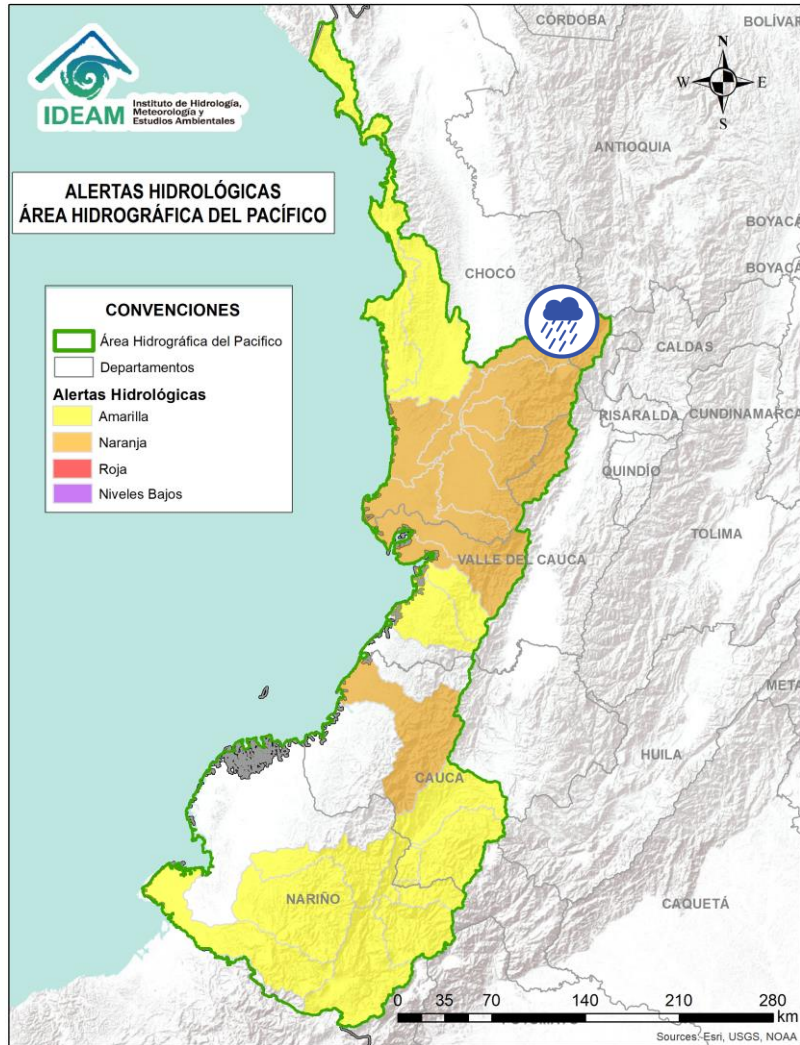 CÓRDOBA
BOLÍVAR
N
W
E
S
IDEAM
Instituto de Hidrología,
Meteorología y
Estudios Ambientales
ANTIOQUIA
ALERTAS HIDROLÓGICAS
ÁREA HIDROGRÁFICA DEL PACÍFICO
BOYACÁ
BOYACÁ
CHOCÓ
CONVENCIONES
Área Hidrográfica del Pacifico
Departamentos
Alertas Hidrológicas
Amarilla
Naranja
Roja
Niveles Bajos
CALDAS
RISARALDA
CUNDINAMARCA
QUINDÍO
TOLIMA
VALLE DEL CAUCA
META
HUILA
CAUCA
NARIÑO
CAQUETÁ
0 35 70 140 210 280
km
Sources: Esri, USGS, NOAA